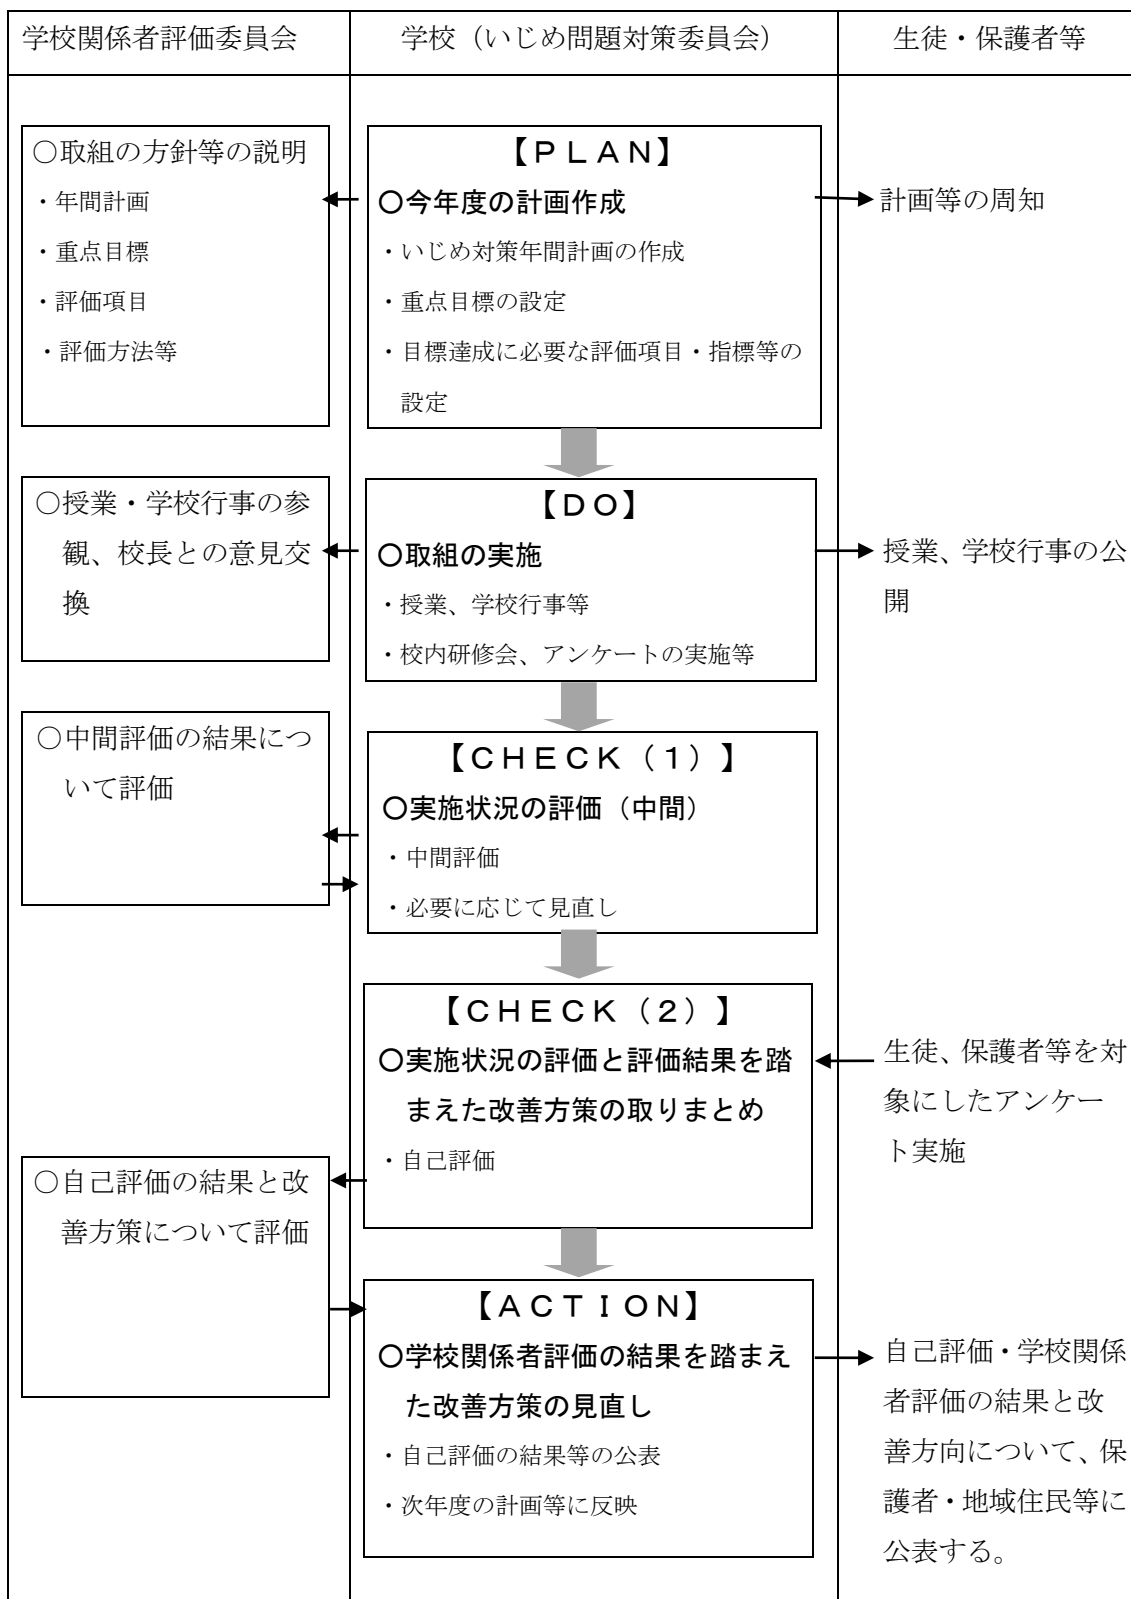 学校関係者評価委員会
学校（いじめ問題対策委員会）
生徒・保護者等
○取組の方針等の説明
・年間計画
・重点目標
・評価項目
・評価方法等
【ＰＬＡＮ】
○今年度の計画作成
・いじめ対策年間計画の作成
・重点目標の設定
・目標達成に必要な評価項目・指標等の
設定
計画等の周知
○授業・学校行事の参
観、校長との意見交
換
【ＤＯ】
○取組の実施
・授業、学校行事等
・校内研修会、アンケートの実施等
授業、学校行事の公
開
○中間評価の結果につ
いて評価
【ＣＨＥＣＫ（１）】
○実施状況の評価（中間）
・中間評価
・必要に応じて見直し
【ＣＨＥＣＫ（２）】
○実施状況の評価と評価結果を踏
まえた改善方策の取りまとめ
・自己評価
生徒、保護者等を対
象にしたアンケー
ト実施
○自己評価の結果と改
善方策について評価
【ＡＣＴＩＯＮ】
○学校関係者評価の結果を踏まえ
た改善方策の見直し
・自己評価の結果等の公表
・次年度の計画等に反映
自己評価・学校関係
者評価の結果と改
善方向について、保
護者・地域住民等に
公表する。